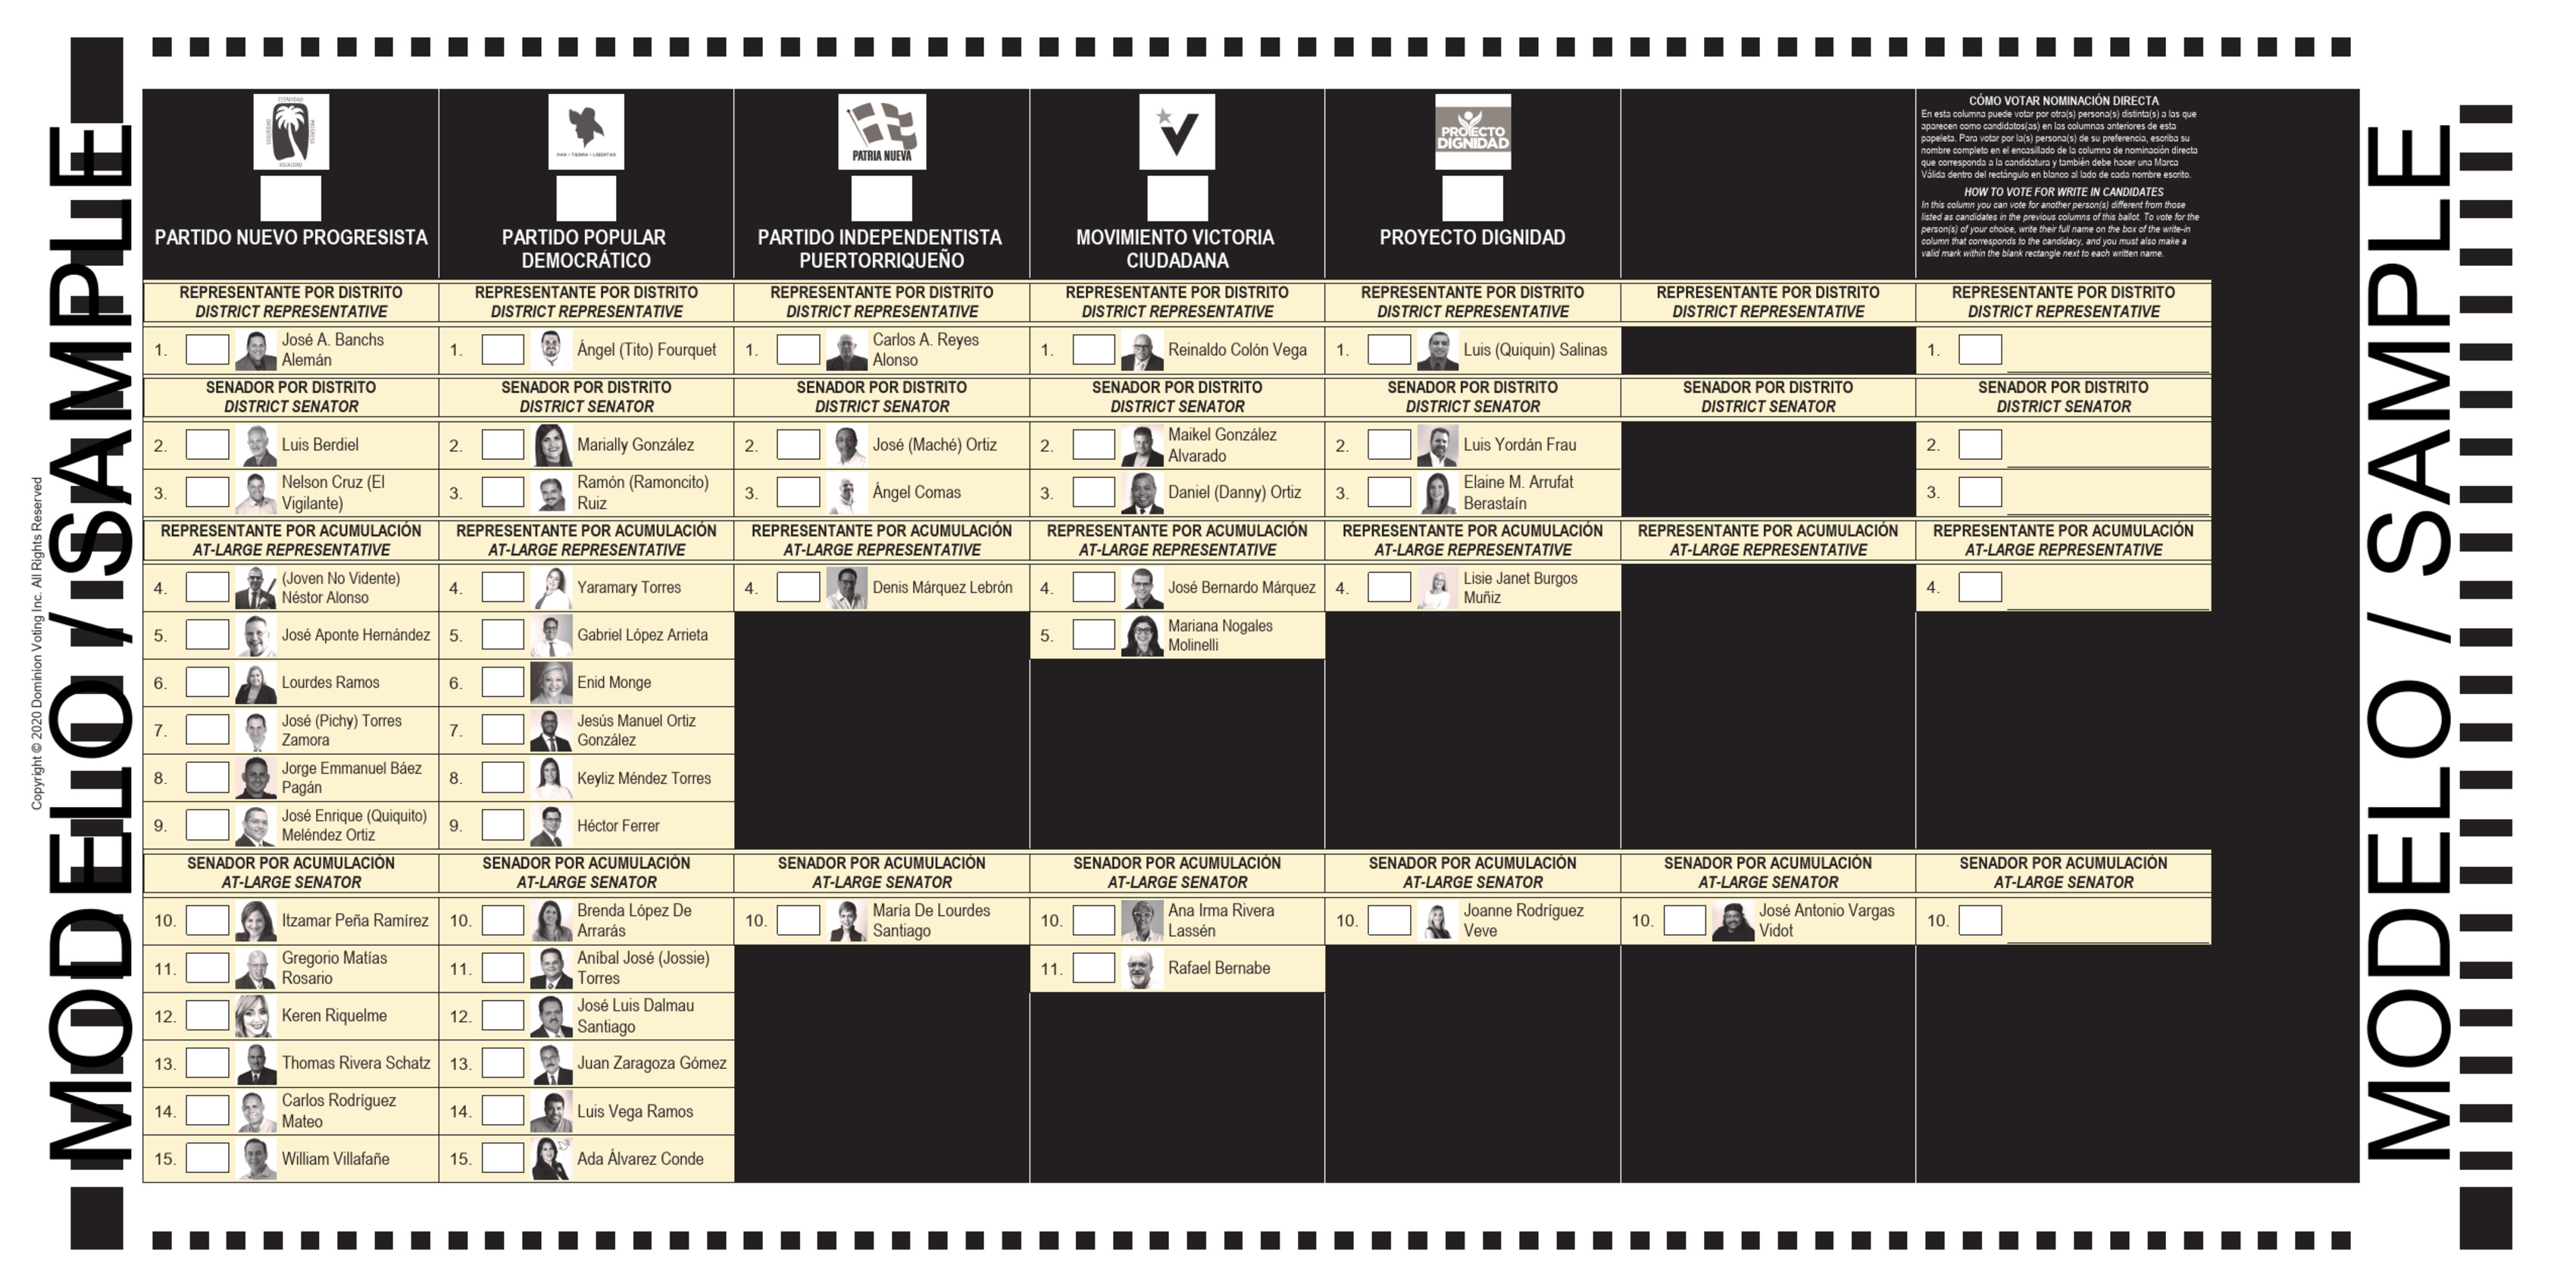 MODELO / SAMPLE
Copyright © 2020 Dominion Voting Inc. All Rights Reserved
ESTADIDAD
PROGRESO
IGUALDAD
PARTIDO NUEVO PROGRESISTA
PAN • TIERRA • LIBERTAD
PARTIDO POPULAR
DEMOCRÁTICO
PATRIA NUEVA
PARTIDO INDEPENDENTISTA
PUERTORRIQUEÑO
MOVIMIENTO VICTORIA
CIUDADANA
PROYECTO
DIGNIDAD
PROYECTO DIGNIDAD
CÓMO VOTAR NOMINACIÓN DIRECTA
En esta columna puede votar por otra(s) persona(s) distinta(s) a las que
aparecen como candidatos(as) en las columnas anteriores de esta
papeleta. Para votar por la(s) persona(s) de su preferencia, escriba su
nombre completo en el encasillado de la columna de nominación directa
que corresponda a la candidatura y también debe hacer una Marca
Válida dentro del rectángulo en blanco al lado de cada nombre escrito.
HOW TO VOTE FOR WRITE IN CANDIDATES
In this column you can vote for another person(s) different from those
listed as candidates in the previous columns of this ballot. To vote for the
person(s) of your choice, write their full name on the box of the write-in
column that corresponds to the candidacy, and you must also make a
valid mark within the blank rectangle next to each written name.
REPRESENTANTE POR DISTRITO
DISTRICT REPRESENTATIVE
1. José A. Banchs
Alemán
SENADOR POR DISTRITO
DISTRICT SENATOR
2. Luis Berdiel
3. Nelson Cruz (El
Vigilante)
REPRESENTANTE POR ACUMULACIÓN
AT-LARGE REPRESENTATIVE
4. (Joven No Vidente)
Néstor Alonso
5. José Aponte Hernández
6. Lourdes Ramos
7. José (Pichy) Torres
Zamora
8. Jorge Emmanuel Báez
Pagán
9. José Enrique (Quiquito)
Meléndez Ortiz
SENADOR POR ACUMULACIÓN
AT-LARGE SENATOR
10. Itzamar Peña Ramírez
11. Gregorio Matías
Rosario
12. Keren Riquelme
13. Thomas Rivera Schatz
14. Carlos Rodríguez
Mateo
15. William Villafañe
REPRESENTANTE POR DISTRITO
DISTRICT REPRESENTATIVE
1. Ángel (Tito) Fourquet
SENADOR POR DISTRITO
DISTRICT SENATOR
2. Marially González
3. Ramón (Ramoncito)
Ruiz
REPRESENTANTE POR ACUMULACIÓN
AT-LARGE REPRESENTATIVE
4. Yaramary Torres
5. Gabriel López Arrieta
6. Enid Monge
7. Jesús Manuel Ortiz
González
8. Keyliz Méndez Torres
9. Héctor Ferrer
SENADOR POR ACUMULACIÓN
AT-LARGE SENATOR
10. Brenda López De
Arrarás
11. Aníbal José (Jossie)
Torres
12. José Luis Dalmau
Santiago
13. Juan Zaragoza Gómez
14. Luis Vega Ramos
15. Ada Álvarez Conde
REPRESENTANTE POR DISTRITO
DISTRICT REPRESENTATIVE
1. Carlos A. Reyes
Alonso
SENADOR POR DISTRITO
DISTRICT SENATOR
2. José (Maché) Ortiz
3. Ángel Comas
REPRESENTANTE POR ACUMULACIÓN
AT-LARGE REPRESENTATIVE
4. Denis Márquez Lebrón
SENADOR POR ACUMULACIÓN
AT-LARGE SENATOR
10. María De Lourdes
Santiago
REPRESENTANTE POR DISTRITO
DISTRICT REPRESENTATIVE
1. Reinaldo Colón Vega
SENADOR POR DISTRITO
DISTRICT SENATOR
2. Maikel González
Alvarado
3. Daniel (Danny) Ortiz
REPRESENTANTE POR ACUMULACIÓN
AT-LARGE REPRESENTATIVE
4. José Bernardo Márquez
5. Mariana Nogales
Molinelli
SENADOR POR ACUMULACIÓN
AT-LARGE SENATOR
10. Ana Irma Rivera
Lassén
11. Rafael Bernabe
REPRESENTANTE POR DISTRITO
DISTRICT REPRESENTATIVE
1. Luis (Quiquin) Salinas
SENADOR POR DISTRITO
DISTRICT SENATOR
2. Luis Yordán Frau
3. Elaine M. Arrufat
Berastaín
REPRESENTANTE POR ACUMULACIÓN
AT-LARGE REPRESENTATIVE
4. Lisie Janet Burgos
Muñiz
SENADOR POR ACUMULACIÓN
AT-LARGE SENATOR
10. Joanne Rodríguez
Veve
REPRESENTANTE POR DISTRITO
DISTRICT REPRESENTATIVE
SENADOR POR DISTRITO
DISTRICT SENATOR
REPRESENTANTE POR ACUMULACIÓN
AT-LARGE REPRESENTATIVE
SENADOR POR ACUMULACIÓN
AT-LARGE SENATOR
10. José Antonio Vargas
Vidot
REPRESENTANTE POR DISTRITO
DISTRICT REPRESENTATIVE
1.
SENADOR POR DISTRITO
DISTRICT SENATOR
2.
3.
REPRESENTANTE POR ACUMULACIÓN
AT-LARGE REPRESENTATIVE
4.
SENADOR POR ACUMULACIÓN
AT-LARGE SENATOR
10.
MODELO / SAMPLE